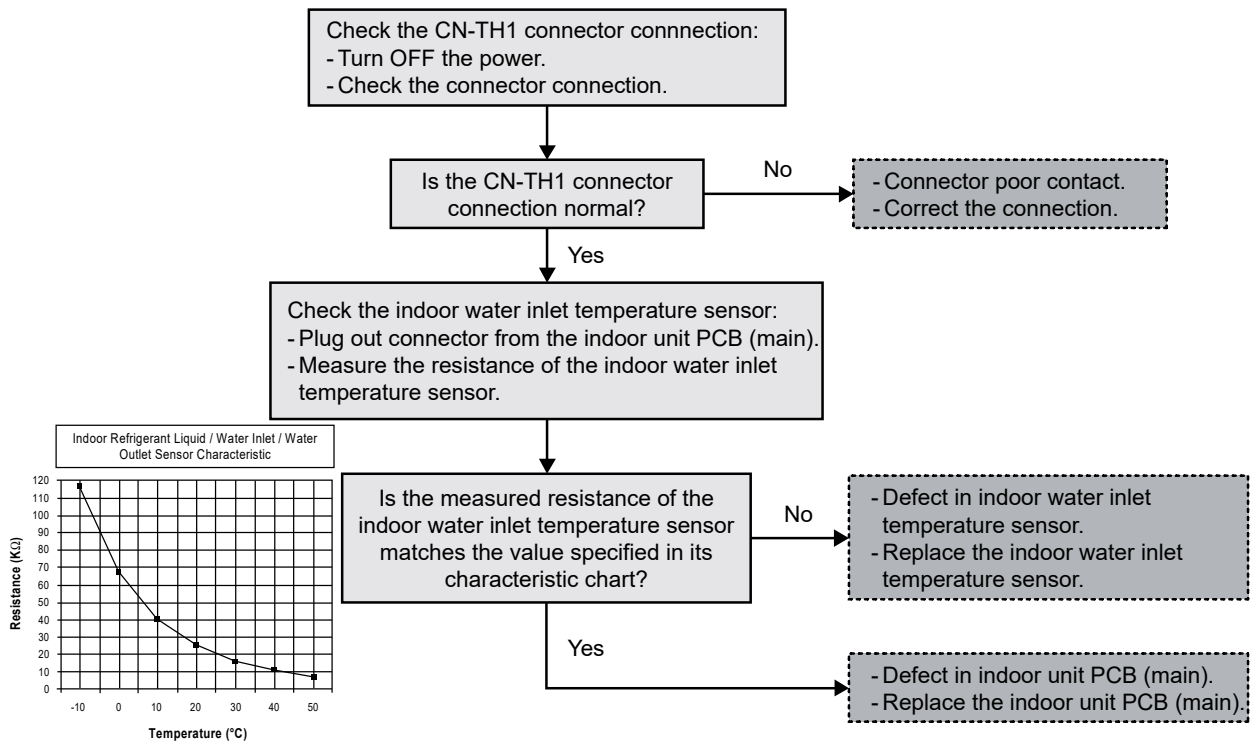 Check the CN-TH1 connector connnection:
- Turn OFF the power.
- Check the connector connection.
Is the CN-TH1 connector
connection normal?
No
- Connector poor contact.
- Correct the connection.
Yes
Check the indoor water inlet temperature sensor:
- Plug out connector from the indoor unit PCB (main).
- Measure the resistance of the indoor water inlet
temperature sensor.
Indoor Refrigerant Liquid / Water Inlet / Water
Outlet Sensor Characteristic
Resistance (KΩ)
120
110
100
90
80
70
60
50
40
30
20
10
0
-10 0 10 20 30 40 50
Temperature (°C)
Is the measured resistance of the
indoor water inlet temperature sensor
matches the value specified in its
characteristic chart?
No
- Defect in indoor water inlet
temperature sensor.
- Replace the indoor water inlet
temperature sensor.
Yes
- Defect in indoor unit PCB (main).
- Replace the indoor unit PCB (main).